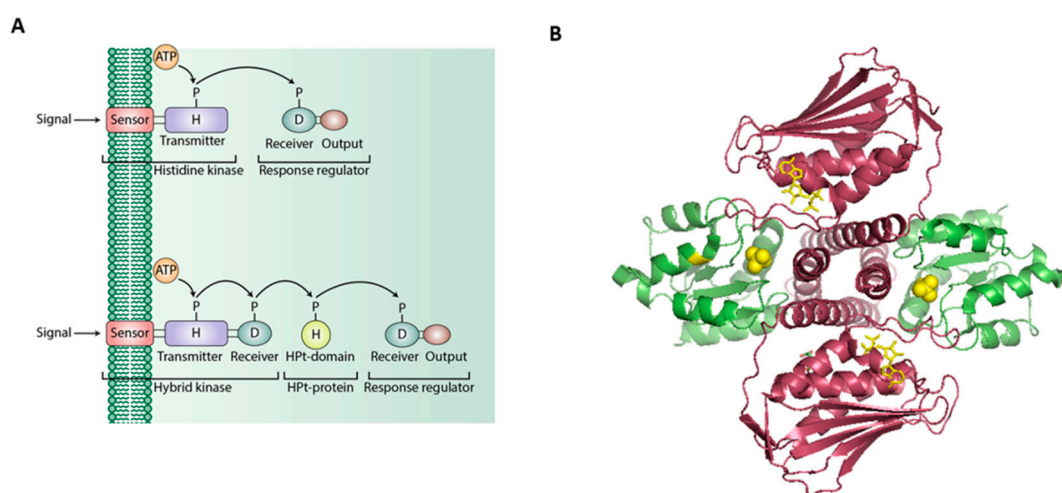 A
B
ATP
P
P
Signal
Sensor
H
D
Transmitter
Receiver
Output
Histidine kinase
Response regulator
ATP
P
P
P
P
Signal
Sensor
H
D
H
D
Transmitter
Receiver
HPt-domain
Receiver
Output
Hybrid kinase
HPt-protein
Response regulator